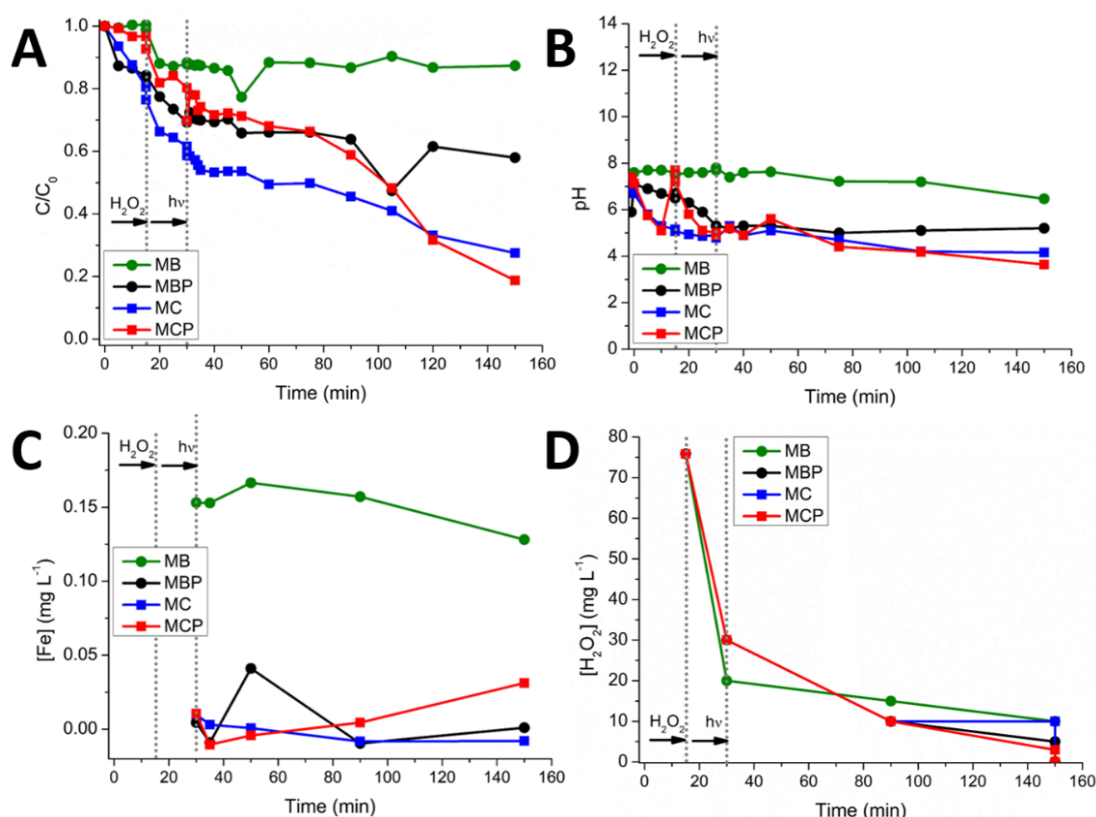 A
C/C₀
1.0
0.8
0.6
0.4
0.2
0.0
H₂O₂
hν
MB
MBP
MC
MCP
0 20 40 60 80 100 120 140 160
Time (min)
B
pH
14
12
10
8
6
4
2
0
H₂O₂
hν
MB
MBP
MC
MCP
0 20 40 60 80 100 120 140 160
Time (min)
C
[Fe] (mg L⁻¹)
0.20
0.15
0.10
0.05
0.00
H₂O₂
hν
MB
MBP
MC
MCP
0 20 40 60 80 100 120 140 160
Time (min)
D
[H₂O₂] (mg L⁻¹)
80
70
60
50
40
30
20
10
0
H₂O₂
hν
MB
MBP
MC
MCP
0 20 40 60 80 100 120 140 160
Time (min)